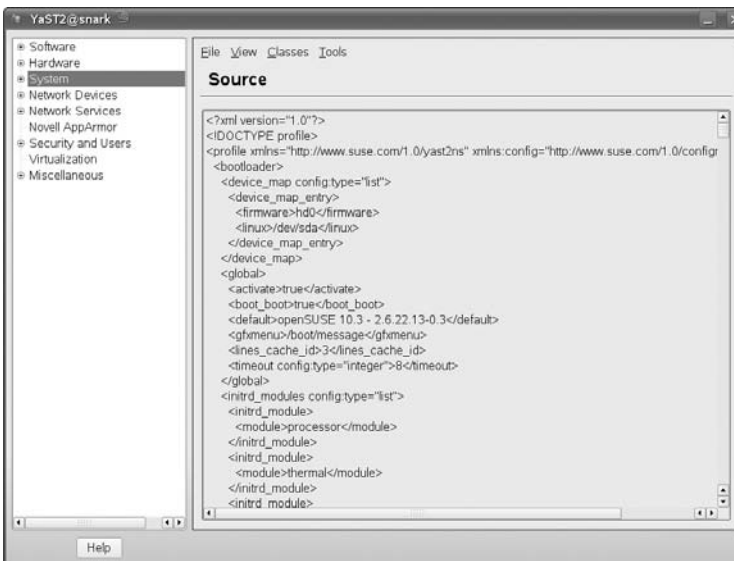 YaST2@snark
Software
Hardware
System
Network Devices
Network Services
Novell AppArmor
Security and Users
Virtualization
Miscellaneous
File View Classes Tools
Source
<?xml version="1.0"?>
<!DOCTYPE profile>
<profile xmlns="http://www.suse.com/1.0/yast2ns" xmlns:config="http://www.suse.com/1.0/configr
<bootloader>
<device_map config:type="list">
<device_map_entry>
<firmware>hd0</firmware>
<linux>/dev/sda</linux>
</device_map_entry>
</device_map>
<global>
<activate>true</activate>
<boot_boot>true</boot_boot>
<default>openSUSE 10.3 - 2.6.22.13-0.3</default>
<gfxmenu>/boot/message</gfxmenu>
<lines_cache_id>3</lines_cache_id>
<timeout config:type="integer">8</timeout>
</global>
<initrd_modules config:type="list">
<initrd_module>
<module>processor</module>
</initrd_module>
<initrd_module>
<module>thermal</module>
</initrd_module>
<initrd_module>
Help